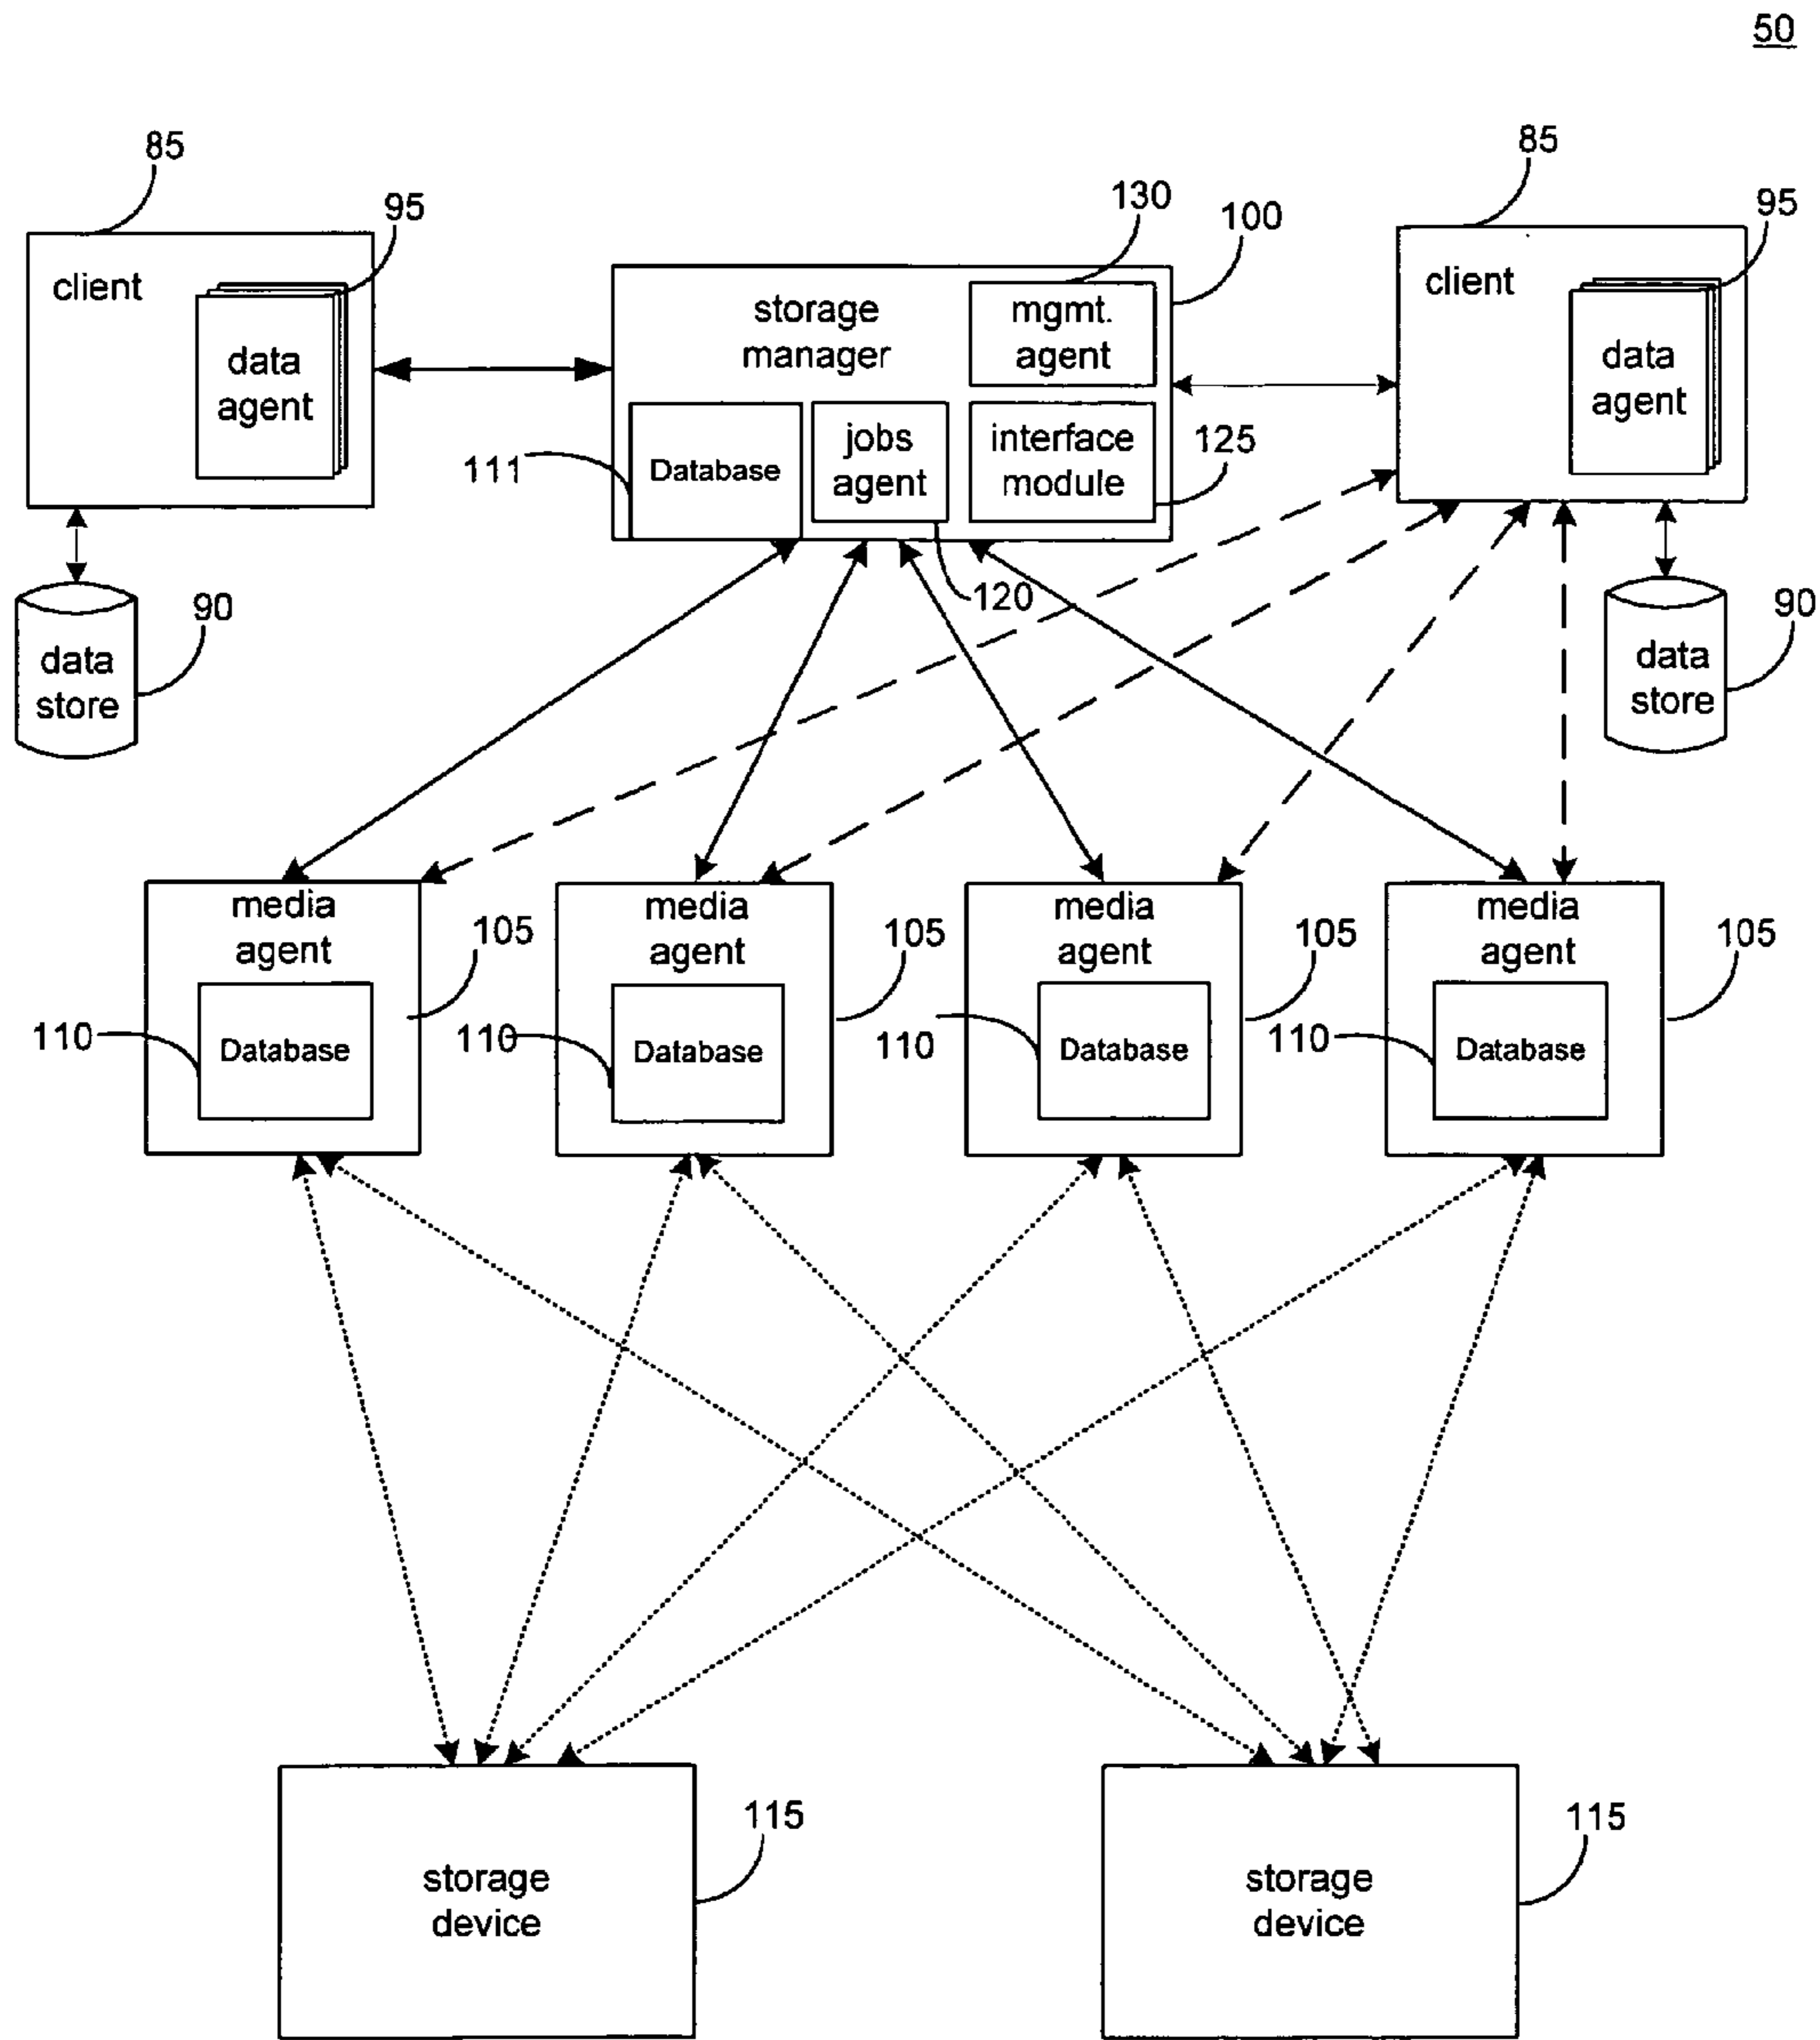 50
85
95
client
data
agent
90
data
store
130
100
storage
manager
mgmt.
agent
111
Database
jobs
agent
interface
module
125
120
85
95
client
data
agent
90
data
store
media
agent
105
110
Database
media
agent
105
110
Database
media
agent
105
110
Database
media
agent
105
110
Database
115
storage
device
115
storage
device